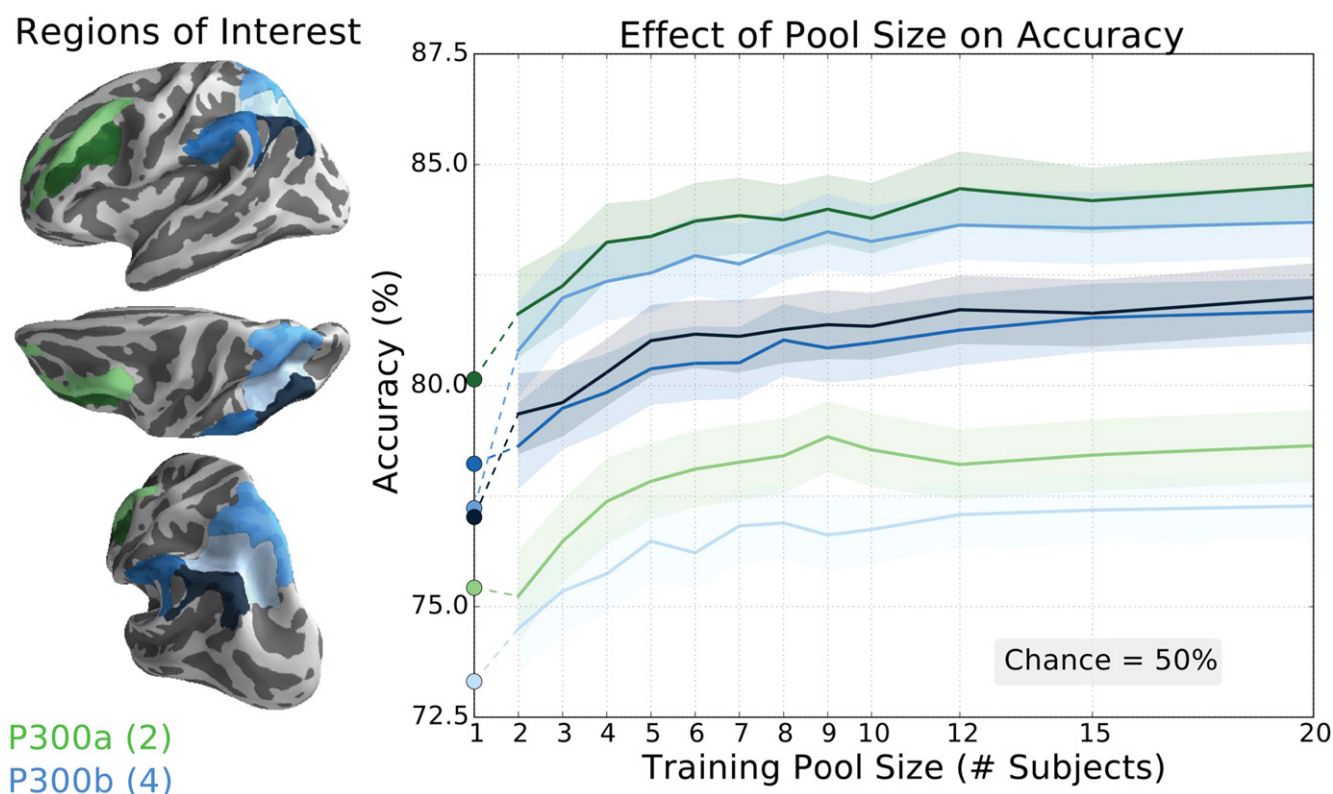 Regions of Interest
Effect of Pool Size on Accuracy
87.5
85.0
80.0
75.0
72.5
Accuracy (%)
Chance = 50%
1 2 3 4 5 6 7 8 9 10 12 15 20
Training Pool Size (# Subjects)
P300a (2)
P300b (4)